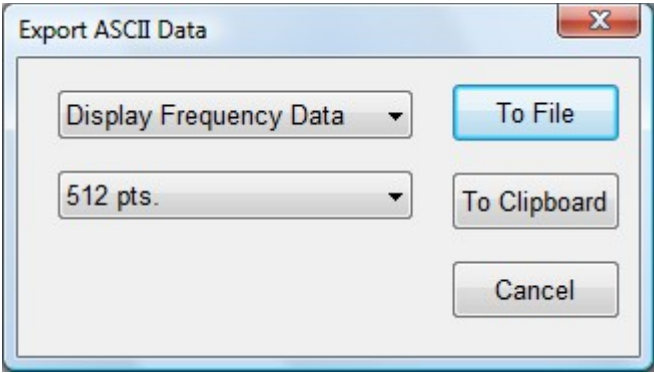 Export ASCII Data
Display Frequency Data
To File
512 pts.
To Clipboard
Cancel